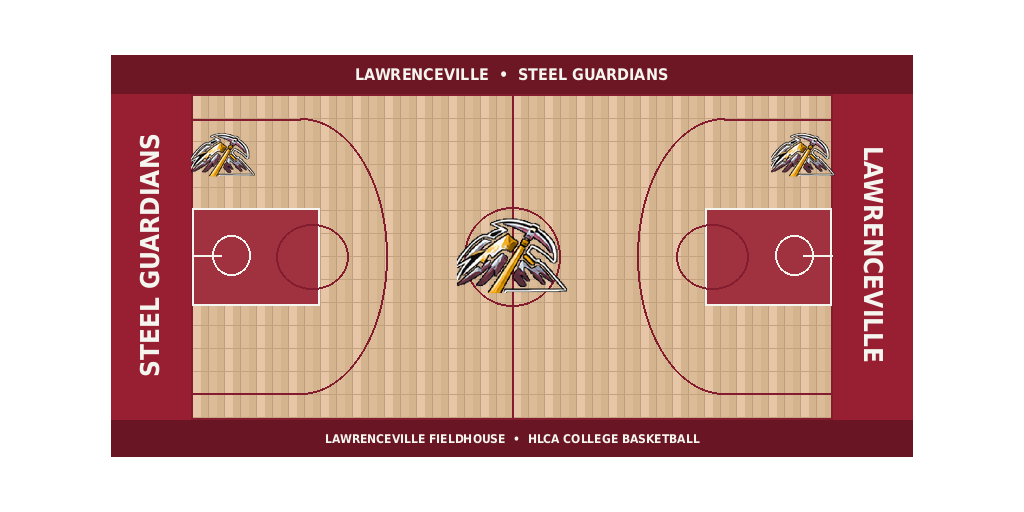 LAWRENCEVILLE • STEEL GUARDIANS
STEEL GUARDIANS
LAWRENCEVILLE
LAWRENCEVILLE FIELDHOUSE • HLCA COLLEGE BASKETBALL